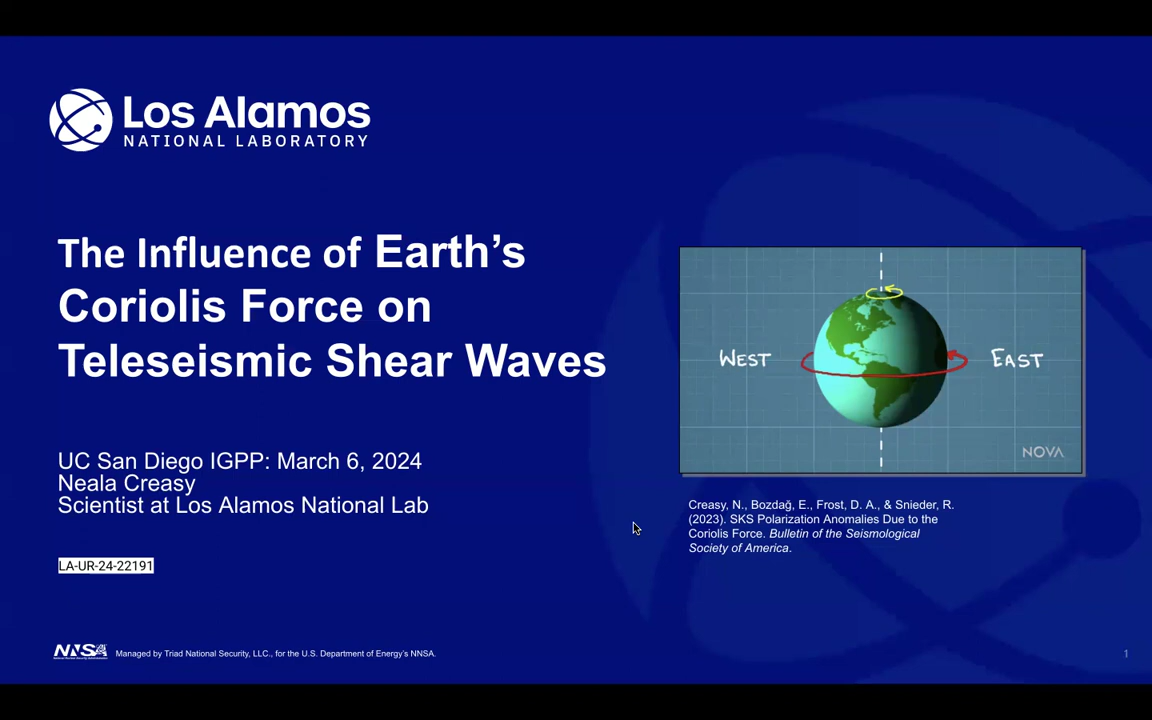 Los Alamos
NATIONAL LABORATORY
The Influence of Earth’s
Coriolis Force on
Teleseismic Shear Waves
WEST
EAST
NOVA
UC San Diego IGPP: March 6, 2024
Neala Creasy
Scientist at Los Alamos National Lab
Creasy, N., Bozdağ, E., Frost, D. A., & Snieder, R.
(2023). SKS Polarization Anomalies Due to the
Coriolis Force. Bulletin of the Seismological
Society of America.
LA-UR-24-22191
NNSA
Managed by Triad National Security, LLC., for the U.S. Department of Energy’s NNSA.
1